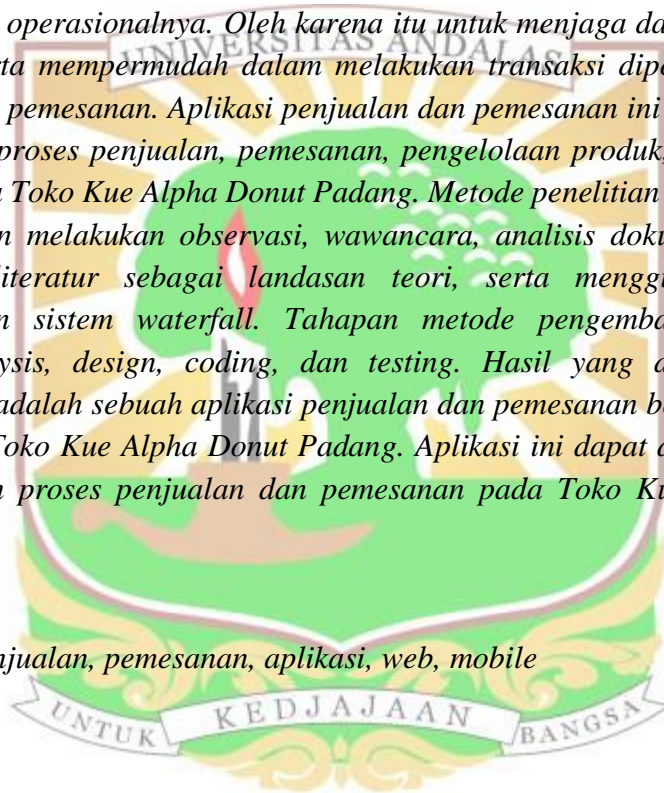 operasionalnya. Oleh karena itu untuk menjaga da
UNIVERSITAS ANDALAS
ta mempermudah dalam melakukan transaksi dip
pemesanan. Aplikasi penjualan dan pemesanan ini
proses penjualan, pemesanan, pengelolaan produk,
Toko Kue Alpha Donut Padang. Metode penelitian
n melakukan observasi, wawancara, analisis doku
literatur sebagai landasan teori, serta mengg
n sistem waterfall. Tahapan metode pengemba
ysis, design, coding, dan testing. Hasil yang d
adalah sebuah aplikasi penjualan dan pemesanan b
Toko Kue Alpha Donut Padang. Aplikasi ini dapat
n proses penjualan dan pemesanan pada Toko Ku
njualan, pemesanan, aplikasi, web, mobile
UNTUK KEDJAJAAN BANGSA